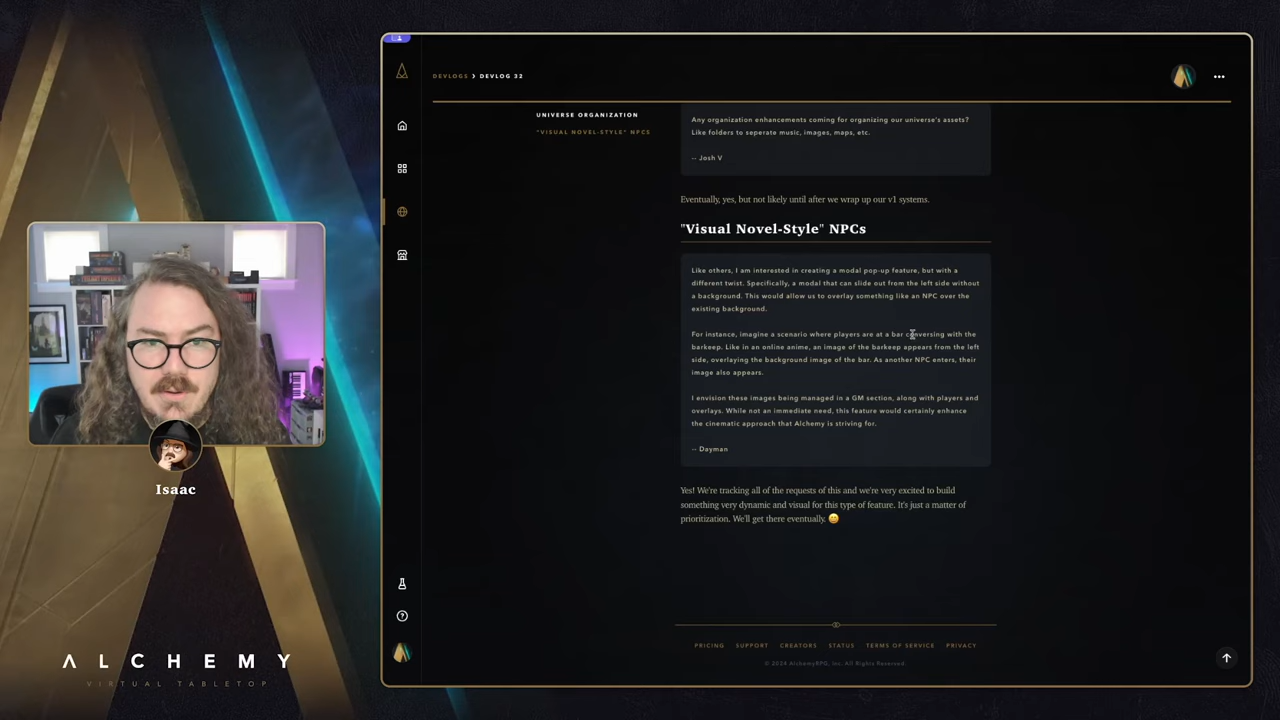 DEVLOGS › DEVLOG 32
UNIVERSE ORGANIZATION
"VISUAL NOVEL-STYLE" NPCS
Any organization enhancements coming for organizing our universe's assets?
Like folders to seperate music, images, maps, etc.
-- Josh V
Eventually, yes, but not likely until after we wrap up our v1 systems.
"Visual Novel-Style" NPCs
Like others, I am interested in creating a modal pop-up feature, but with a
different twist. Specifically, a modal that can slide out from the left side without
a background. This would allow us to overlay something like an NPC over the
existing background.
For instance, imagine a scenario where players are at a bar conversing with the
barkeep. Like in an online anime, an image of the barkeep appears from the left
side, overlaying the background image of the bar. As another NPC enters, their
image also appears.
I envision these images being managed in a GM section, along with players and
overlays. While not an immediate need, this feature would certainly enhance
the cinematic approach that Alchemy is striving for.
-- Dayman
Yes! We're tracking all of the requests of this and we're very excited to build
something very dynamic and visual for this type of feature. It's just a matter of
prioritization. We'll get there eventually. 😄
PRICING SUPPORT CREATORS STATUS TERMS OF SERVICE PRIVACY
© 2024 AlchemyRPG, Inc. All Rights Reserved
Isaac
ALCHEMY
VIRTUAL TABLETOP